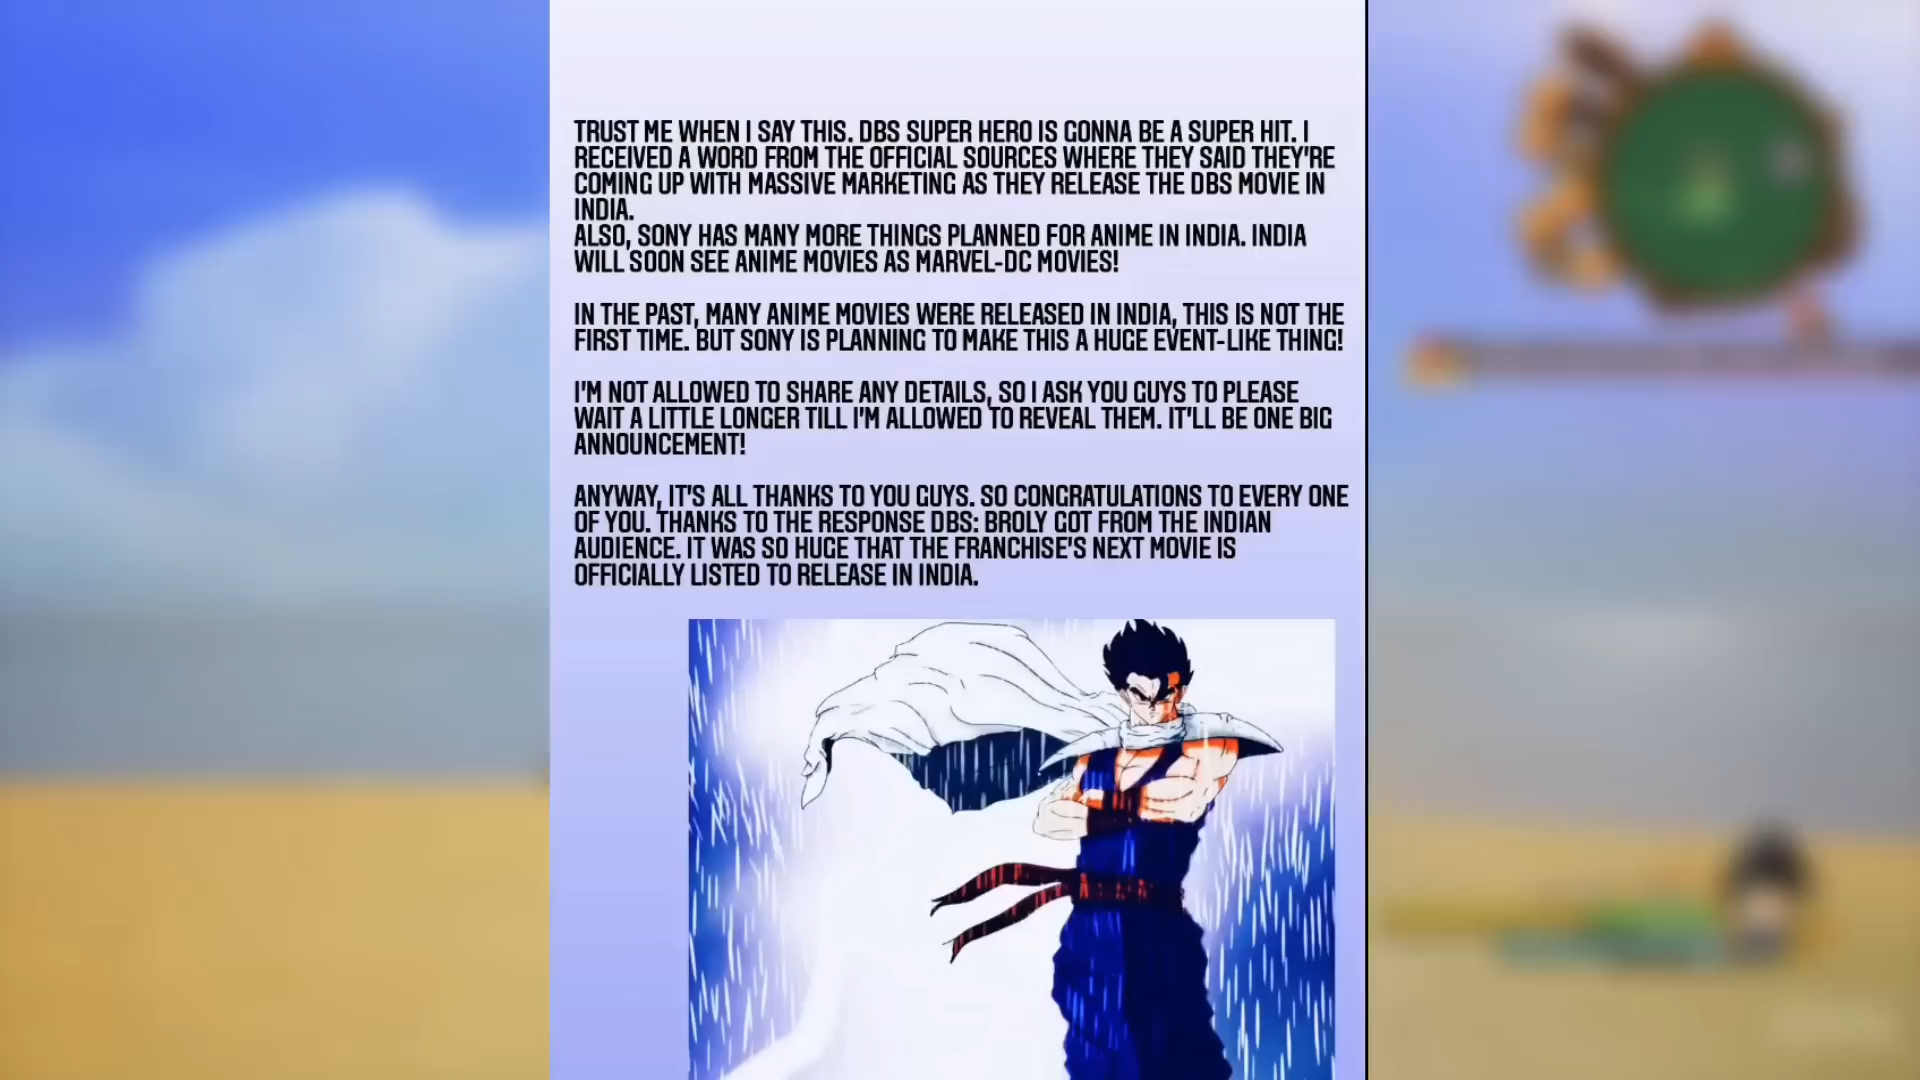 TRUST ME WHEN I SAY THIS. DBS SUPER HERO IS GONNA BE A SUPER HIT. I
RECEIVED A WORD FROM THE OFFICIAL SOURCES WHERE THEY SAID THEY'RE
COMING UP WITH MASSIVE MARKETING AS THEY RELEASE THE DBS MOVIE IN
INDIA.
ALSO, SONY HAS MANY MORE THINGS PLANNED FOR ANIME IN INDIA. INDIA
WILL SOON SEE ANIME MOVIES AS MARVEL-DC MOVIES!
IN THE PAST, MANY ANIME MOVIES WERE RELEASED IN INDIA, THIS IS NOT THE
FIRST TIME. BUT SONY IS PLANNING TO MAKE THIS A HUGE EVENT-LIKE THING!
I'M NOT ALLOWED TO SHARE ANY DETAILS, SO I ASK YOU GUYS TO PLEASE
WAIT A LITTLE LONGER TILL I'M ALLOWED TO REVEAL THEM. IT'LL BE ONE BIG
ANNOUNCEMENT!
ANYWAY, IT'S ALL THANKS TO YOU GUYS. SO CONGRATULATIONS TO EVERY ONE
OF YOU. THANKS TO THE RESPONSE DBS: BROLY GOT FROM THE INDIAN
AUDIENCE. IT WAS SO HUGE THAT THE FRANCHISE'S NEXT MOVIE IS
OFFICIALLY LISTED TO RELEASE IN INDIA.